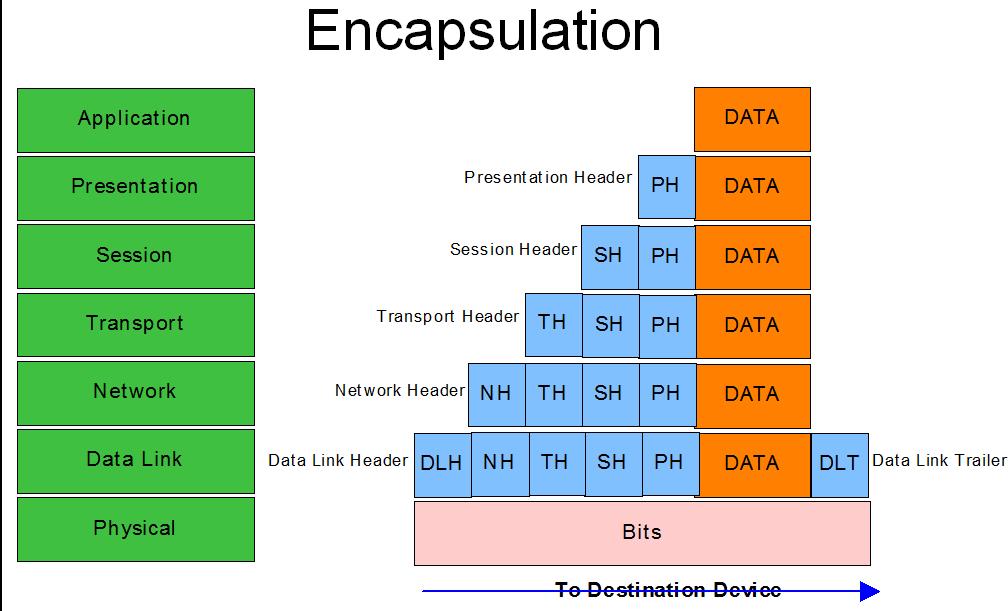 Encapsulation
Application DATA
Presentation Presentation Header PH DATA
Session Session Header SH PH DATA
Transport Transport Header TH SH PH DATA
Network Network Header NH TH SH PH DATA
Data Link Data Link Header DLH NH TH SH PH DATA DLT Data Link Trailer
Physical Bits
To Destination Device